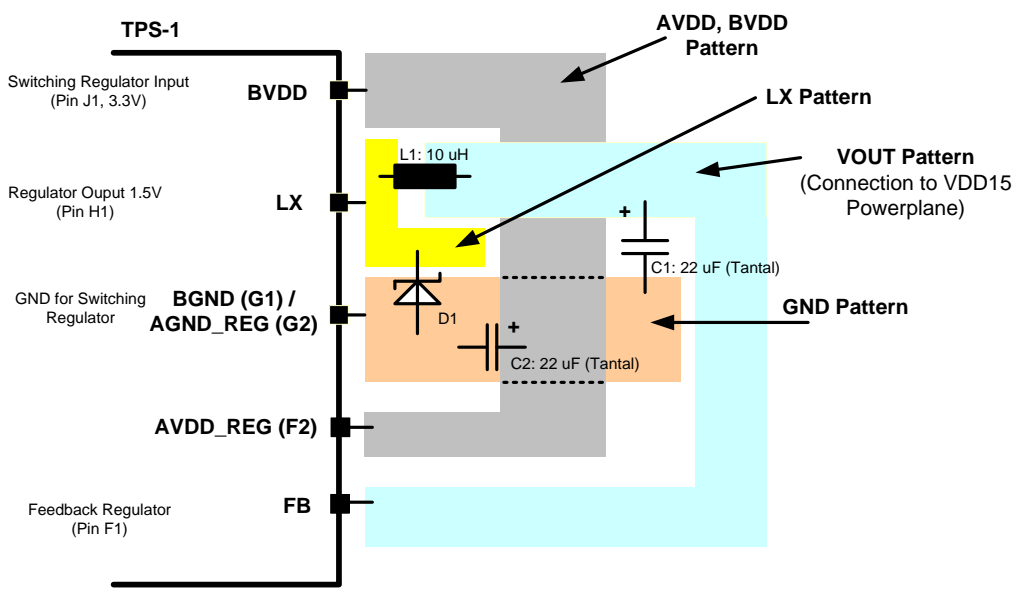 TPS-1
AVDD, BVDD
Pattern
Switching Regulator Input
(Pin J1, 3.3V)
BVDD
LX Pattern
L1: 10 uH
VOUT Pattern
(Connection to VDD15
Powerplane)
Regulator Ouput 1.5V
(Pin H1)
LX
+
C1: 22 uF (Tantal)
GND for Switching
Regulator
BGND (G1) /
AGND_REG (G2)
GND Pattern
D1
+
C2: 22 uF (Tantal)
AVDD_REG (F2)
Feedback Regulator
(Pin F1)
FB